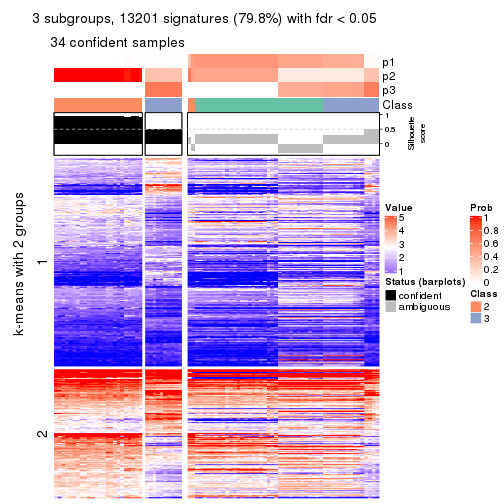 3 subgroups, 13201 signatures (79.8%) with fdr < 0.05
34 confident samples
p1
p2
p3
Class
1
0.5
0
Silhouette
score
k-means with 2 groups
1
2
Value
5
4
3
2
1
Prob
1
0.8
0.6
0.4
0.2
0
Status (barplots)
confident
ambiguous
Class
2
3